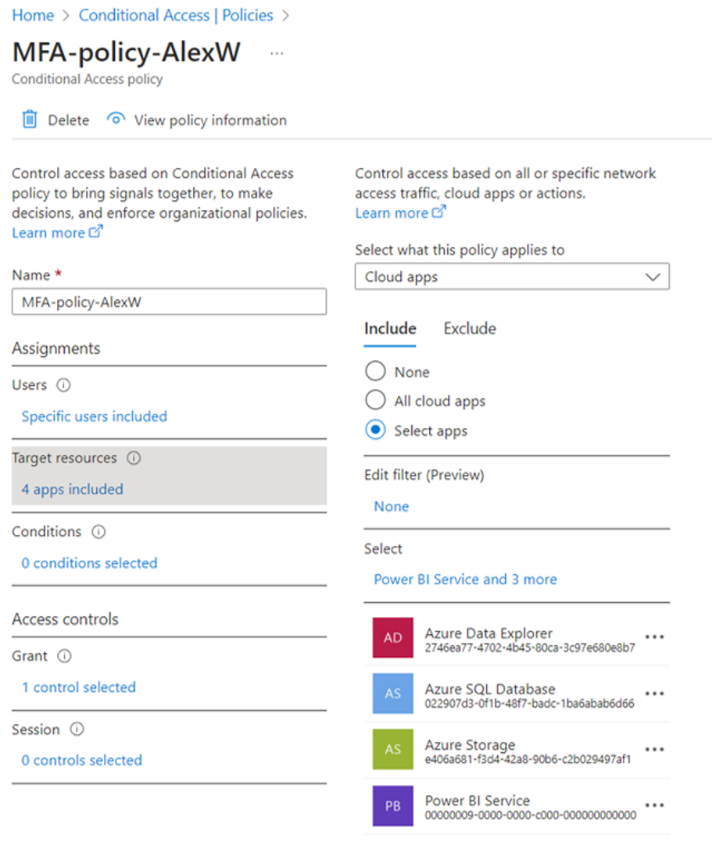 Home > Conditional Access | Policies >
MFA-policy-AlexW ...
Conditional Access policy
Delete View policy information
Control access based on Conditional Access
policy to bring signals together, to make
decisions, and enforce organizational policies.
Learn more
Name *
MFA-policy-AlexW
Assignments
Users
Specific users included
Target resources
4 apps included
Conditions
0 conditions selected
Access controls
Grant
1 control selected
Session
0 controls selected
Control access based on all or specific network
access traffic, cloud apps or actions.
Learn more
Select what this policy applies to
Cloud apps
Include Exclude
None
All cloud apps
Select apps
Edit filter (Preview)
None
Select
Power BI Service and 3 more
AD Azure Data Explorer
2746ea77-4702-4b45-80ca-3c97e680e8b7
AS Azure SQL Database
022907d3-0f1b-48f7-badc-1ba6abab6d66
AS Azure Storage
e406a681-f3d4-42a8-90b6-c2b029497af1
PB Power BI Service
00000009-0000-0000-c000-000000000000